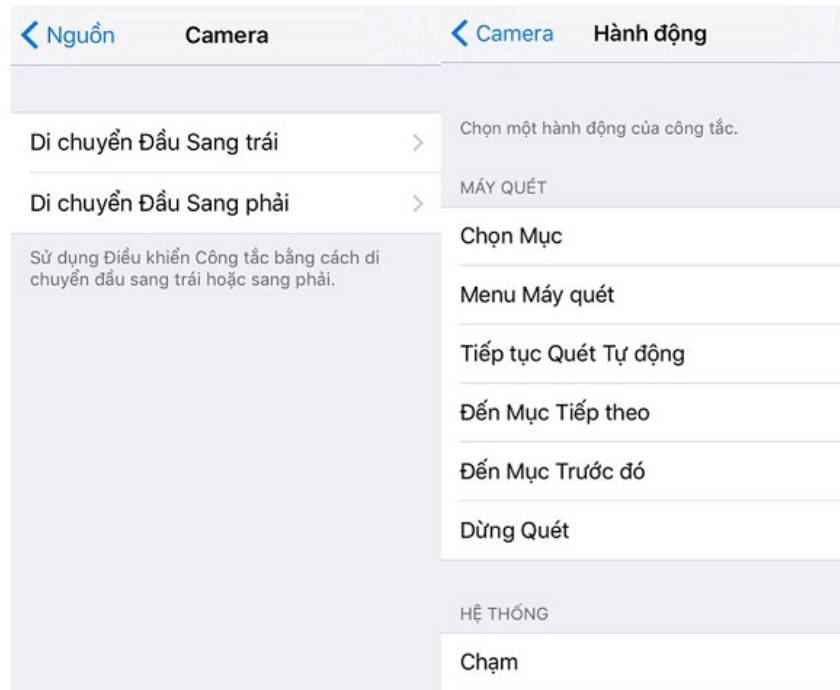 Nguồn
Camera
Di chuyển Đầu Sang trái
Di chuyển Đầu Sang phải
Sử dụng Điều khiển Công tắc bằng cách di
chuyển đầu sang trái hoặc sang phải.
Camera
Hành động
Chọn một hành động của công tắc.
MÁY QUÉT
Chọn Mục
Menu Máy quét
Tiếp tục Quét Tự động
Đến Mục Tiếp theo
Đến Mục Trước đó
Dừng Quét
HỆ THỐNG
Chạm